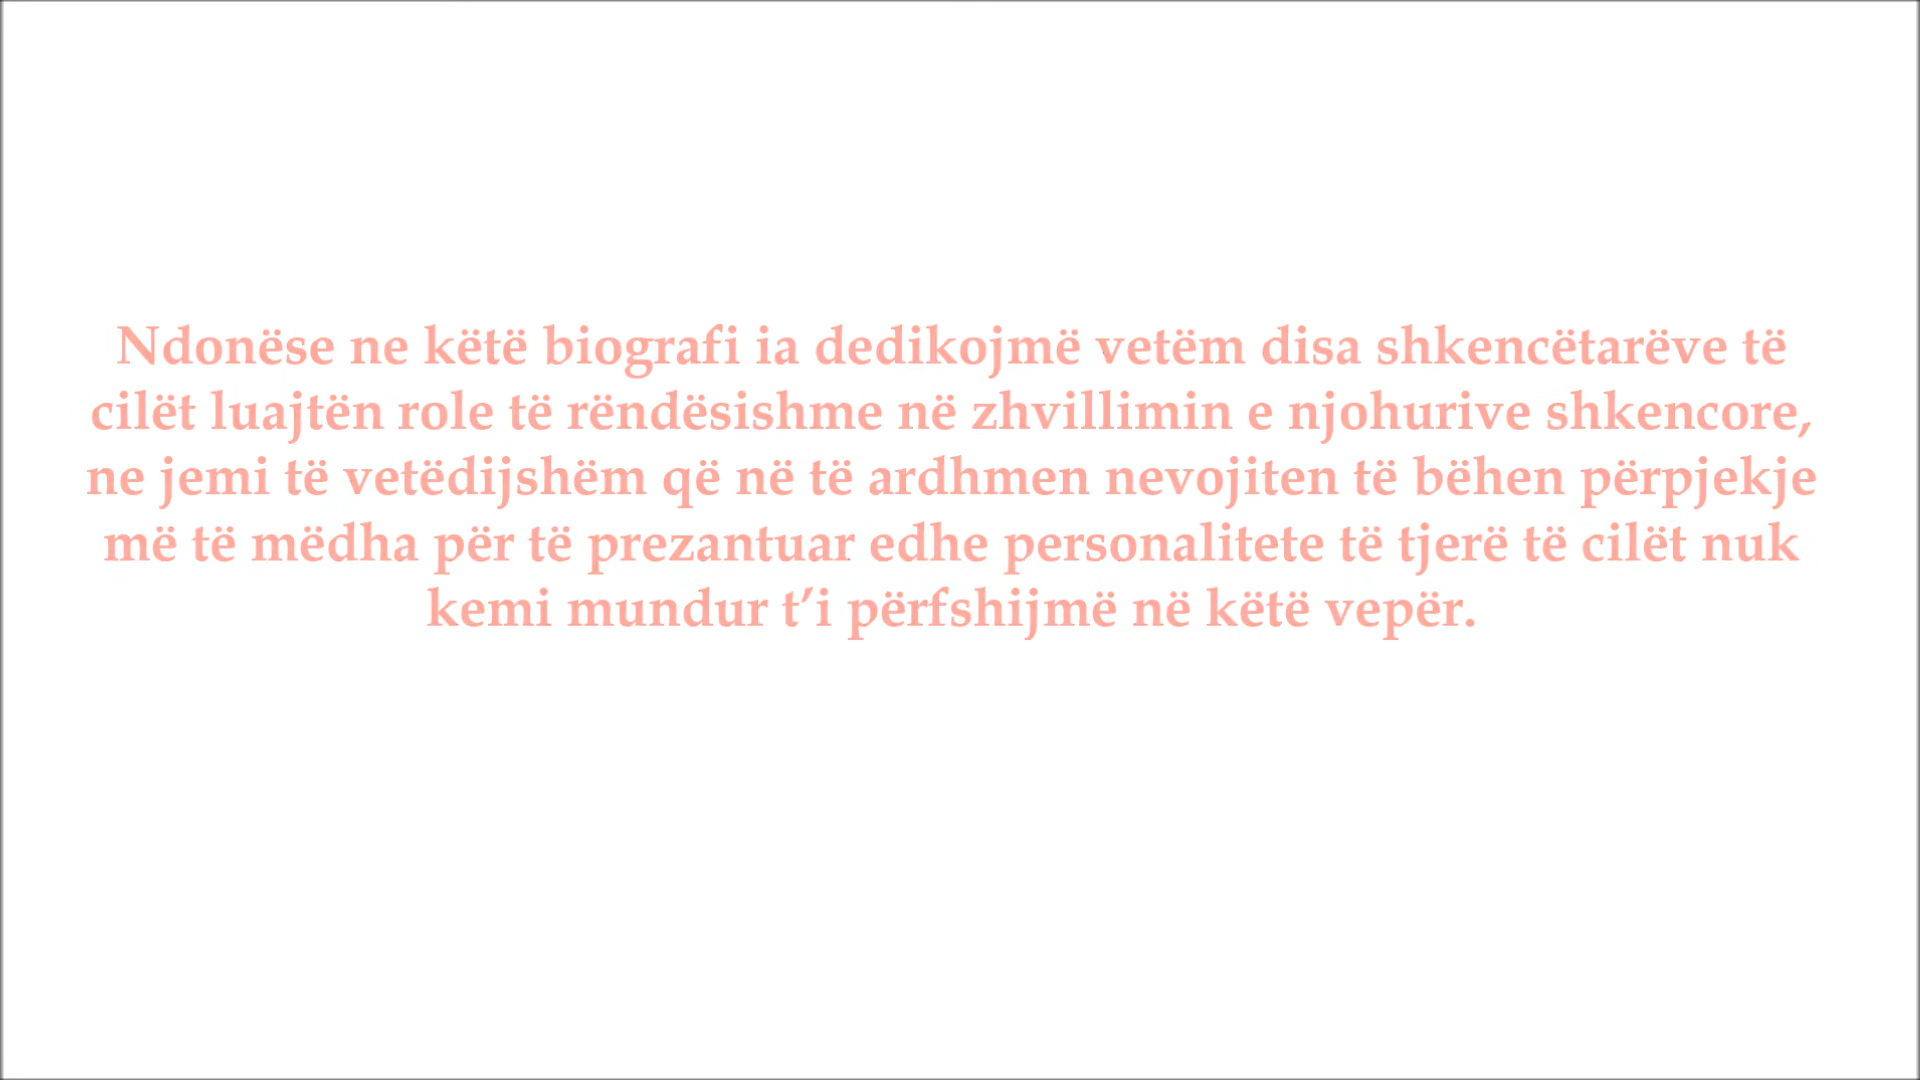 Ndonëse ne këtë biografi ia dedikojmë vetëm disa shkencëtarëve të
cilët luajtën role të rëndësishme në zhvillimin e njohurive shkencore,
ne jemi të vetëdijshëm që në të ardhmen nevojiten të bëhen përpjekje
më të mëdha për të prezantuar edhe personalitete të tjerë të cilët nuk
kemi mundur t’i përfshijmë në këtë vepër.